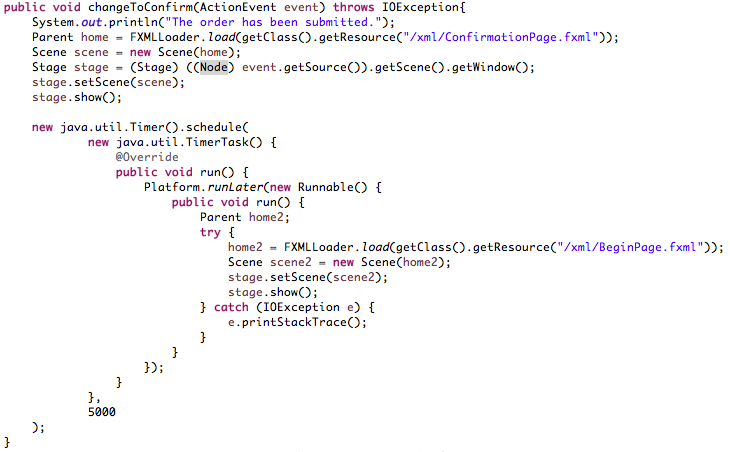 public void changeToConfirm(ActionEvent event) throws IOException{
    System.out.println("The order has been submitted.");
    Parent home = FXMLLoader.load(getClass().getResource("/xml/ConfirmationPage.fxml"));
    Scene scene = new Scene(home);
    Stage stage = (Stage) ((Node) event.getSource()).getScene().getWindow();
    stage.setScene(scene);
    stage.show();

    new java.util.Timer().schedule(
            new java.util.TimerTask() {
                @Override
                public void run() {
                    Platform.runLater(new Runnable() {
                        public void run() {
                            Parent home2;
                            try {
                                home2 = FXMLLoader.load(getClass().getResource("/xml/BeginPage.fxml"));
                                Scene scene2 = new Scene(home2);
                                stage.setScene(scene2);
                                stage.show();
                            } catch (IOException e) {
                                e.printStackTrace();
                            }
                        }
                    });
                }
            },
            5000
    );
}